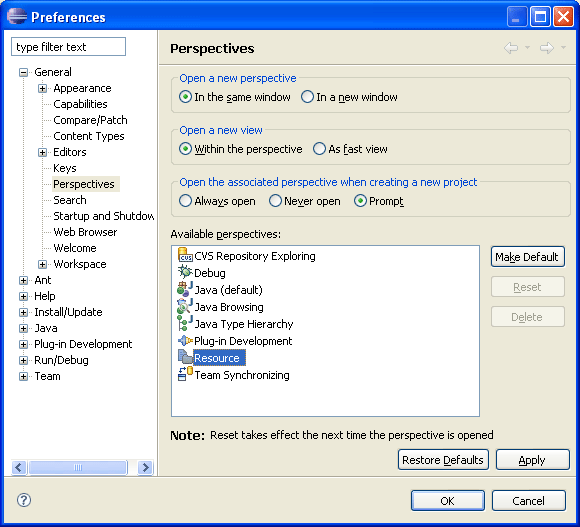 Preferences
type filter text
General
Appearance
Capabilities
Compare/Patch
Content Types
Editors
Keys
Perspectives
Search
Startup and Shutdow
Web Browser
Welcome
Workspace
Ant
Help
Install/Update
Java
Plug-in Development
Run/Debug
Team
Perspectives
Open a new perspective
In the same window
In a new window
Open a new view
Within the perspective
As fast view
Open the associated perspective when creating a new project
Always open
Never open
Prompt
Available perspectives:
CVS Repository Exploring
Debug
Java (default)
Java Browsing
Java Type Hierarchy
Plug-in Development
Resource
Team Synchronizing
Make Default
Reset
Delete
Note: Reset takes effect the next time the perspective is opened
Restore Defaults
Apply
?
OK
Cancel